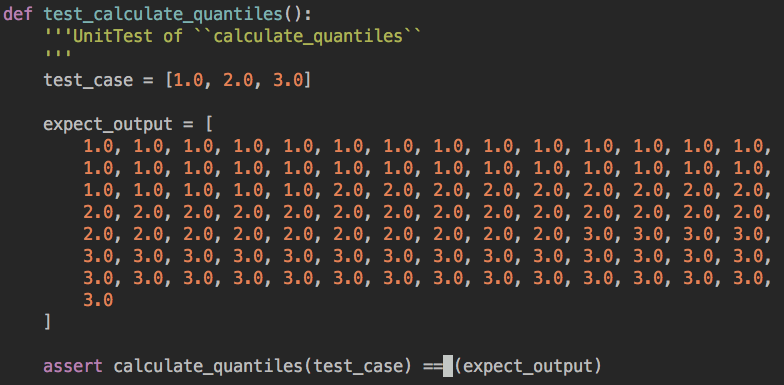 def test_calculate_quantiles():
'''UnitTest of ``calculate_quantiles``
'''
test_case = [1.0, 2.0, 3.0]
expect_output = [
1.0, 1.0, 1.0, 1.0, 1.0, 1.0, 1.0, 1.0, 1.0, 1.0, 1.0, 1.0, 1.0, 1.0,
1.0, 1.0, 1.0, 1.0, 1.0, 1.0, 1.0, 1.0, 1.0, 1.0, 1.0, 1.0, 1.0, 1.0,
1.0, 1.0, 1.0, 1.0, 1.0, 2.0, 2.0, 2.0, 2.0, 2.0, 2.0, 2.0, 2.0, 2.0,
2.0, 2.0, 2.0, 2.0, 2.0, 2.0, 2.0, 2.0, 2.0, 2.0, 2.0, 2.0, 2.0, 2.0,
2.0, 2.0, 2.0, 2.0, 2.0, 2.0, 2.0, 2.0, 2.0, 2.0, 3.0, 3.0, 3.0, 3.0,
3.0, 3.0, 3.0, 3.0, 3.0, 3.0, 3.0, 3.0, 3.0, 3.0, 3.0, 3.0, 3.0, 3.0,
3.0, 3.0, 3.0, 3.0, 3.0, 3.0, 3.0, 3.0, 3.0, 3.0, 3.0, 3.0, 3.0, 3.0,
3.0
]
assert calculate_quantiles(test_case) == (expect_output)